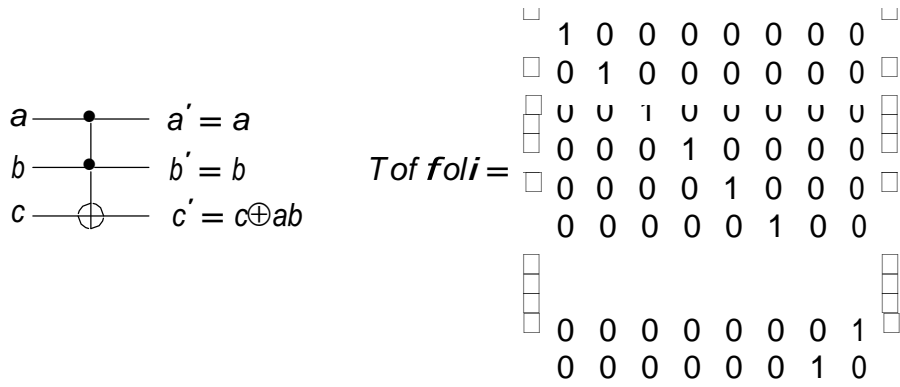 1 0 0 0 0 0 0 0
0 1 0 0 0 0 0 0
a a′ = a
0 0 1 0 0 0 0 0
b b′ = b
Toffoli =
0 0 0 1 0 0 0 0
0 0 0 0 1 0 0 0
c c′ = c⊕ab
0 0 0 0 0 1 0 0
0 0 0 0 0 0 0 1
0 0 0 0 0 0 1 0